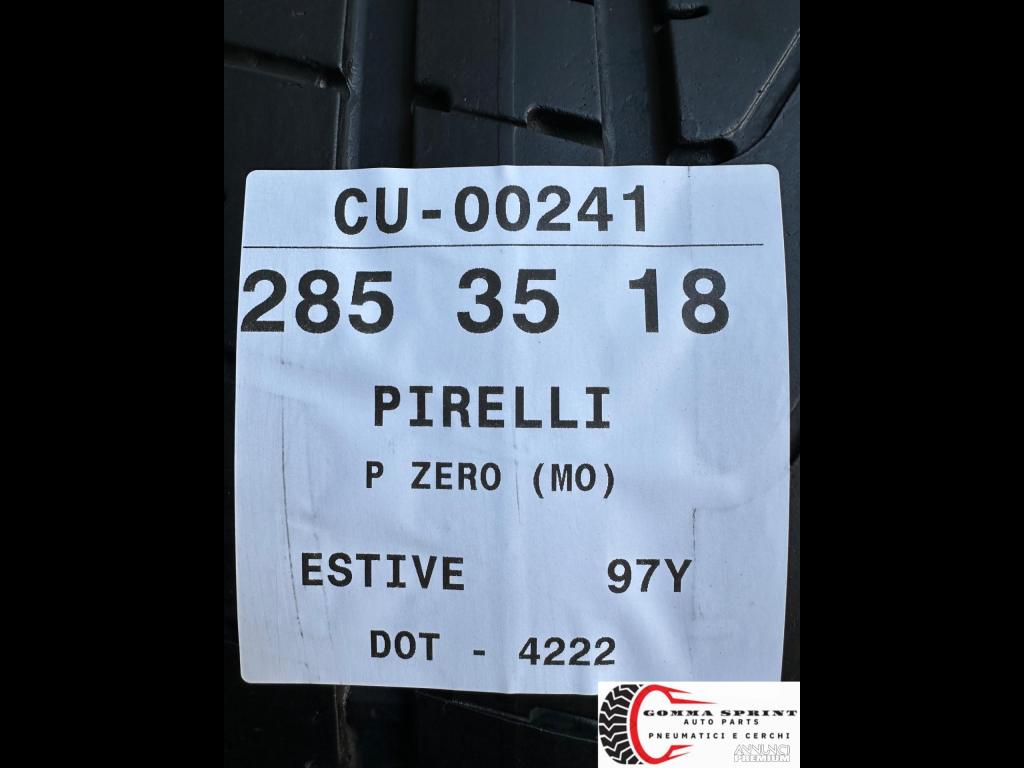 CU-00241
285 35 18
PIRELLI
P ZERO (MO)
ESTIVE 97Y
DOT - 4222
GOMMA SPRINT
AUTO PARTS
PNEUMATICI E CERCHI
ANNUNCI
PREMIUM